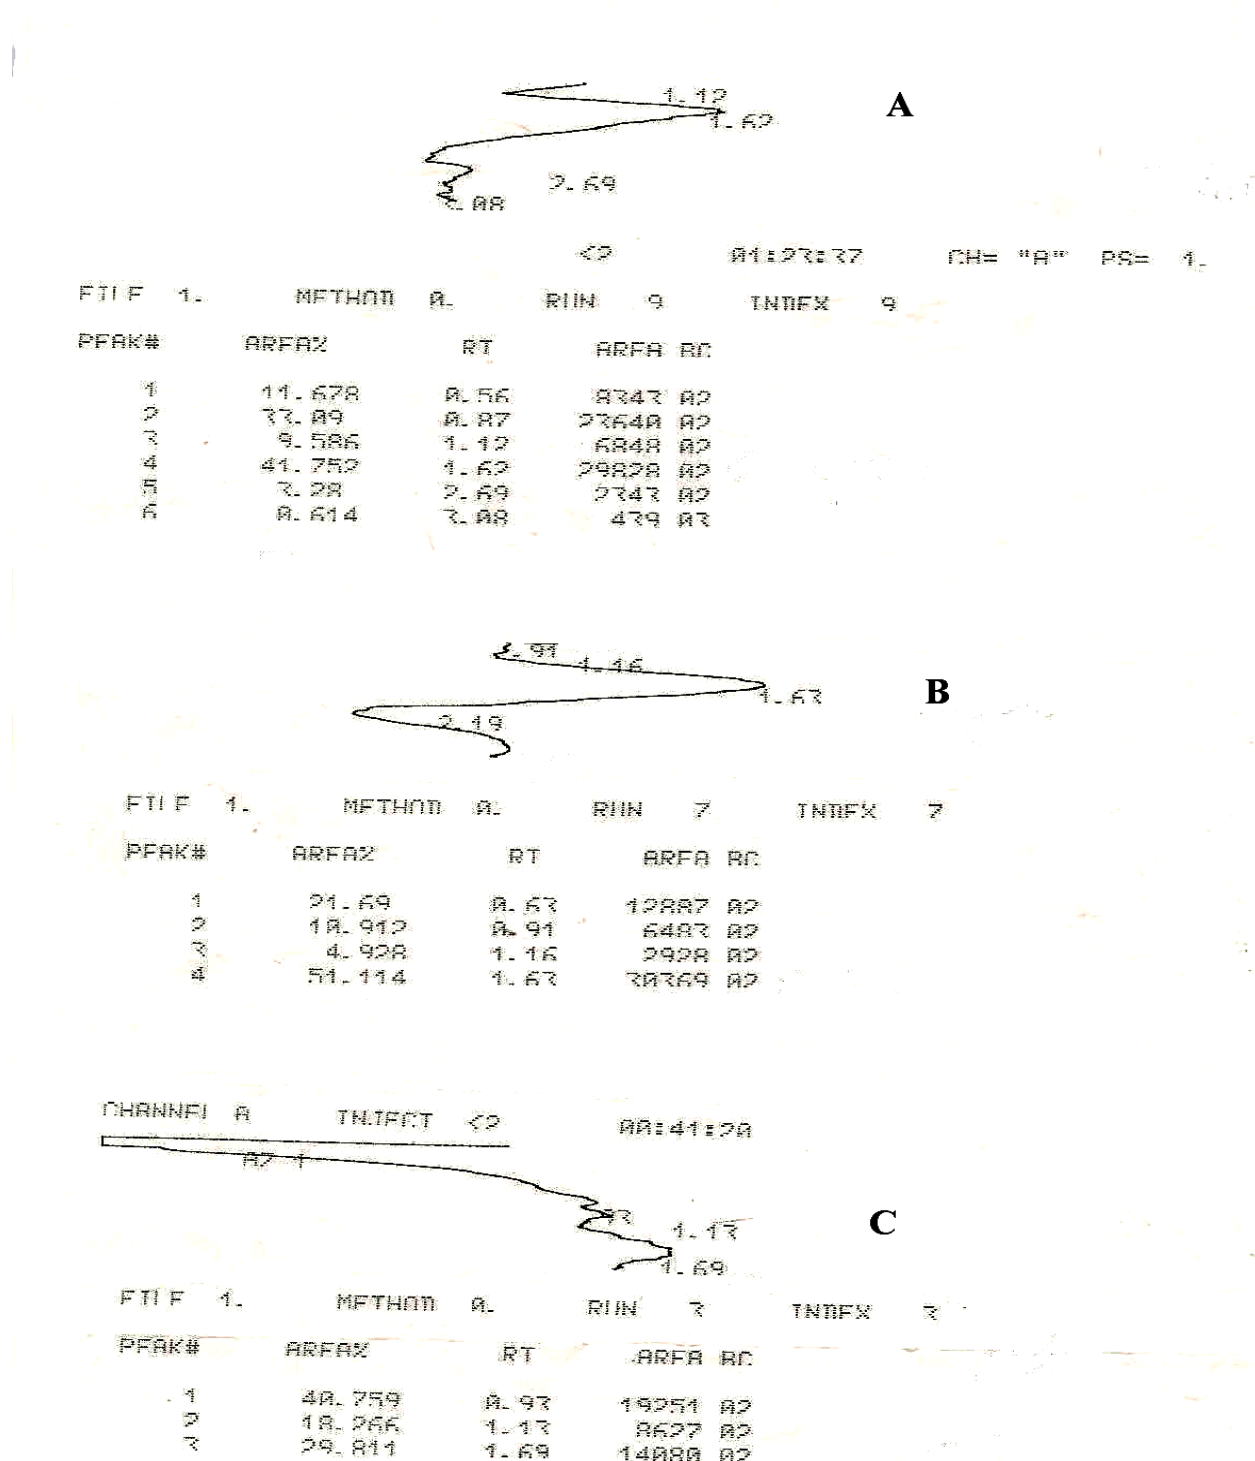 1.12
A
1.62
2.69
3.08
<2 01:23:37 CH= "A" PS= 1.
FILE 1. METHOD 0. RUN 9 INDEX 9
PEAK# AREA% RT AREA BC
1 11.678 0.56 8343 02
2 33.09 0.87 23640 02
3 9.586 1.12 6848 02
4 41.752 1.62 29828 02
5 3.28 2.69 2343 02
6 0.614 3.08 439 03
.91
1.16
B
1.63
2.19
FILE 1. METHOD 0. RUN 7 INDEX 7
PEAK# AREA% RT AREA BC
1 21.69 0.63 12887 02
2 10.912 0.91 6483 02
3 4.928 1.16 2928 02
4 51.114 1.63 30369 02
CHANNEL A INJECT <2 00:41:20
AZ 1
93
1.13
C
1.69
FILE 1. METHOD 0. RUN 3 INDEX 3
PEAK# AREA% RT AREA BC
1 40.759 0.93 19251 02
2 18.266 1.13 8627 02
3 29.811 1.69 14080 02